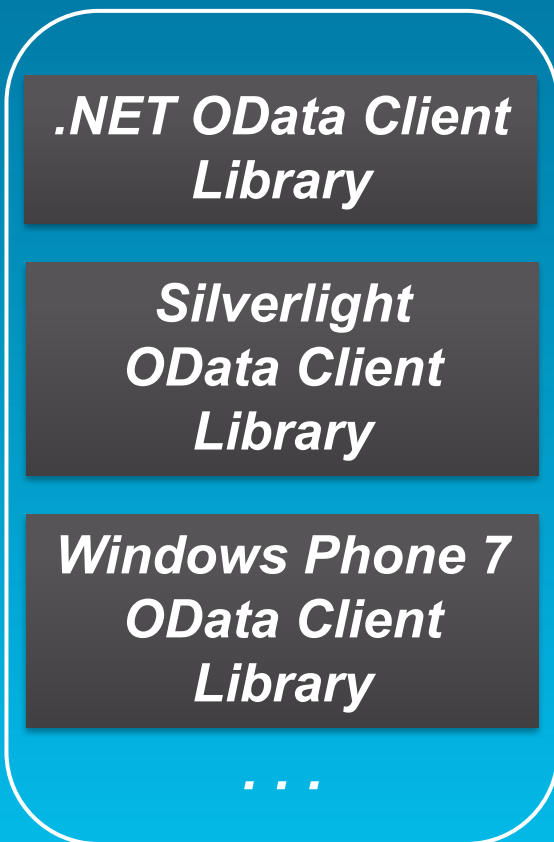 .NET OData Client
Library
Silverlight
OData Client
Library
Windows Phone 7
OData Client
Library
. . .